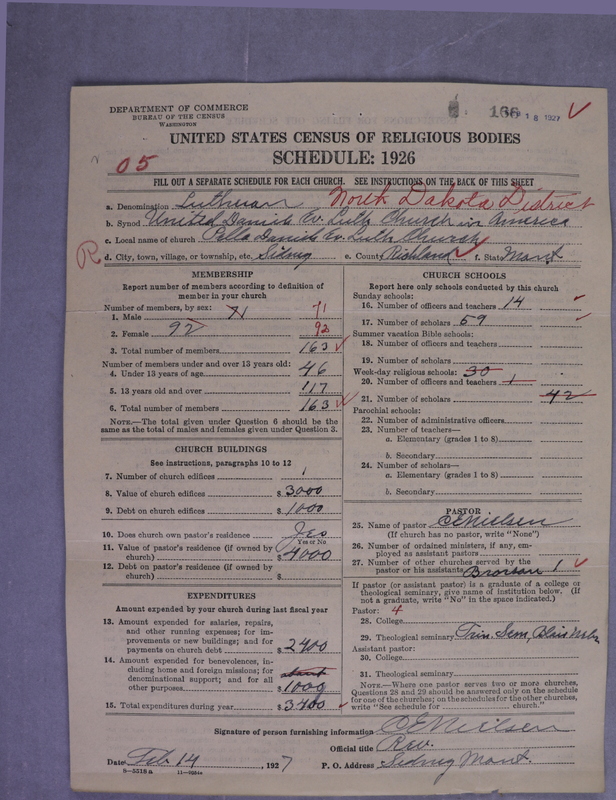 DEPARTMENT OF COMMERCE
BUREAU OF THE CENSUS
WASHINGTON
166 18 1927
UNITED STATES CENSUS OF RELIGIOUS BODIES
SCHEDULE: 1926
05
FILL OUT A SEPARATE SCHEDULE FOR EACH CHURCH. SEE INSTRUCTIONS ON THE BACK OF THIS SHEET
a. Denomination Lutheran North Dakota District
b. Synod United Danish Ev. Luth Church in America
c. Local name of church Pella Danish Ev. Luth Church
R
d. City, town, village, or township, etc. Sidney e. County Richland f. State Mont
MEMBERSHIP
Report number of members according to definition of member in your church
Number of members, by sex:
1. Male 71 71
2. Female 92 92
3. Total number of members 163
Number of members under and over 13 years old:
4. Under 13 years of age 46
5. 13 years old and over 117
6. Total number of members 163
NOTE.—The total given under Question 6 should be the same as the total of males and females given under Question 3.
CHURCH BUILDINGS
See instructions, paragraphs 10 to 12
7. Number of church edifices 1
8. Value of church edifices $ 3000
9. Debt on church edifices $ 1000
10. Does church own pastor's residence? Yes
Yes or No
11. Value of pastor's residence (if owned by church) $ 4000
12. Debt on pastor's residence (if owned by church) $
EXPENDITURES
Amount expended by your church during last fiscal year
13. Amount expended for salaries, repairs, and other running expenses; for improvements or new buildings; and for payments on church debt $ 2400
14. Amount expended for benevolences, including home and foreign missions; for denominational support; and for all other purposes about $ 1000
15. Total expenditures during year $ 3400
CHURCH SCHOOLS
Report here only schools conducted by this church
Sunday schools:
16. Number of officers and teachers 14
17. Number of scholars 59
Summer vacation Bible schools:
18. Number of officers and teachers
19. Number of scholars
Week-day religious schools: 30
20. Number of officers and teachers 1
21. Number of scholars 42
Parochial schools:
22. Number of administrative officers
23. Number of teachers—
a. Elementary (grades 1 to 8)
b. Secondary
24. Number of scholars—
a. Elementary (grades 1 to 8)
b. Secondary
PASTOR
25. Name of pastor C E Nielsen
(If church has no pastor, write "None")
26. Number of ordained ministers, if any, employed as assistant pastors
27. Number of other churches served by the pastor or his assistants 1
If pastor (or assistant pastor) is a graduate of a college or theological seminary, give name of institution below. (If not a graduate, write "No" in the space indicated.)
Pastor: 4
28. College
29. Theological seminary Trin. Sem, Blair Nebr
Assistant pastor:
30. College
31. Theological seminary
NOTE.—Where one pastor serves two or more churches, Questions 28 and 29 should be answered only on the schedule for one of the churches; on the schedules for the other churches, write "See schedule for ______ church."
Signature of person furnishing information C E Nielsen
Official title Rev.
Date Feb 14, 1927 P. O. Address Sidney Mont.